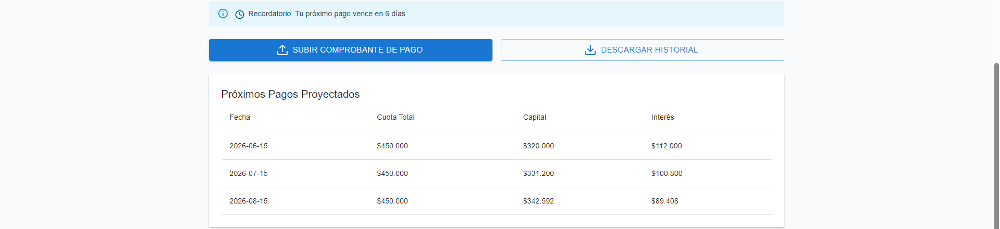 Recordatorio: Tu próximo pago vence en 6 días
SUBIR COMPROBANTE DE PAGO
DESCARGAR HISTORIAL
Próximos Pagos Proyectados
Fecha Cuota Total Capital Interés
2026-06-15 $450.000 $320.000 $112.000
2026-07-15 $450.000 $331.200 $100.800
2026-08-15 $450.000 $342.592 $89.408